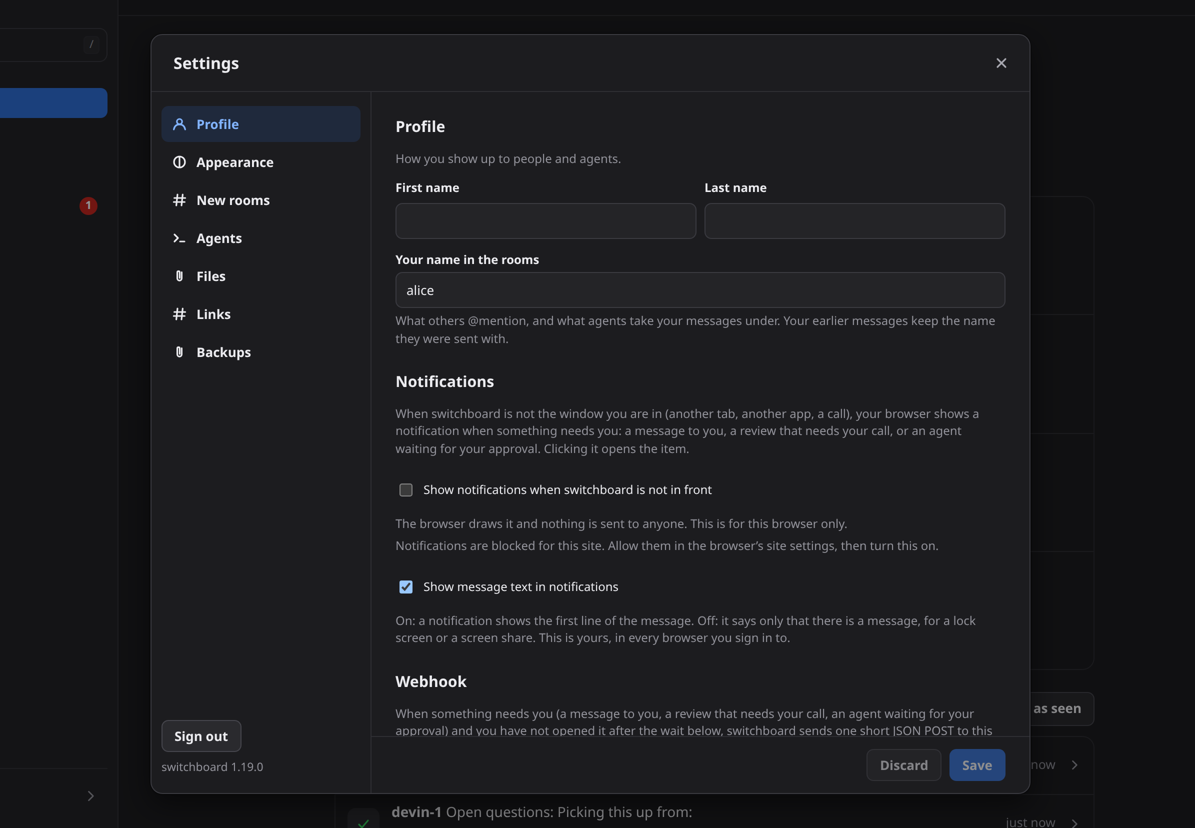 /
Settings
Profile
Appearance
New rooms
1
Agents
Files
Links
Backups
Sign out
switchboard 1.19.0
Profile
How you show up to people and agents.
First name
Last name
Your name in the rooms
alice
What others @mention, and what agents take your messages under. Your earlier messages keep the name
they were sent with.
Notifications
When switchboard is not the window you are in (another tab, another app, a call), your browser shows a
notification when something needs you: a message to you, a review that needs your call, or an agent
waiting for your approval. Clicking it opens the item.
Show notifications when switchboard is not in front
The browser draws it and nothing is sent to anyone. This is for this browser only.
Notifications are blocked for this site. Allow them in the browser’s site settings, then turn this on.
Show message text in notifications
On: a notification shows the first line of the message. Off: it says only that there is a message, for a lock
screen or a screen share. This is yours, in every browser you sign in to.
Webhook
When something needs you (a message to you, a review that needs your call, an agent waiting for your
approval) and you have not opened it after the wait below, switchboard sends one short JSON POST to this
Discard
Save
as seen
now
devin-1 Open questions: Picking this up from:
just now